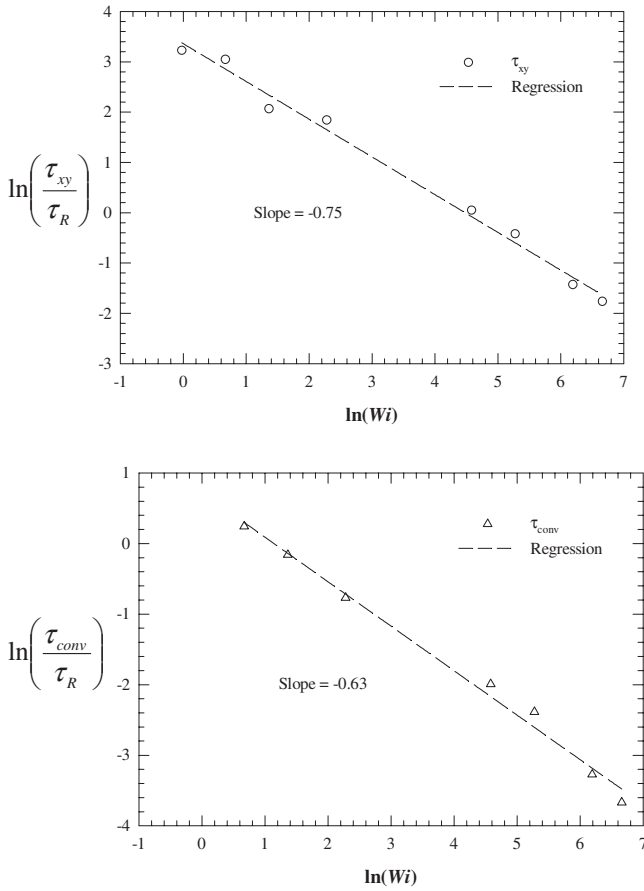 4
3
2
1
0
-1
-2
-3
-1 0 1 2 3 4 5 6 7
τxy
Regression
Slope = -0.75
ln(τxy/τR)
ln(Wi)
1
0
-1
-2
-3
-4
-1 0 1 2 3 4 5 6 7
τconv
Regression
Slope = -0.63
ln(τconv/τR)
ln(Wi)